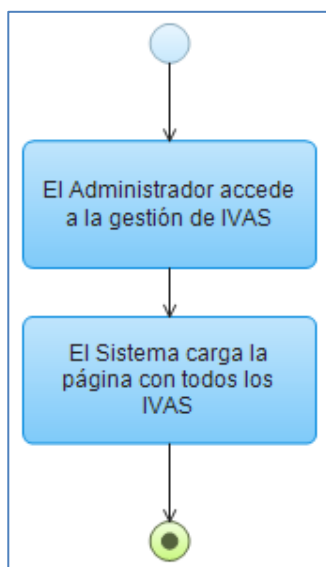 El Administrador accede
a la gestión de IVAS
El Sistema carga la
página con todos los
IVAS